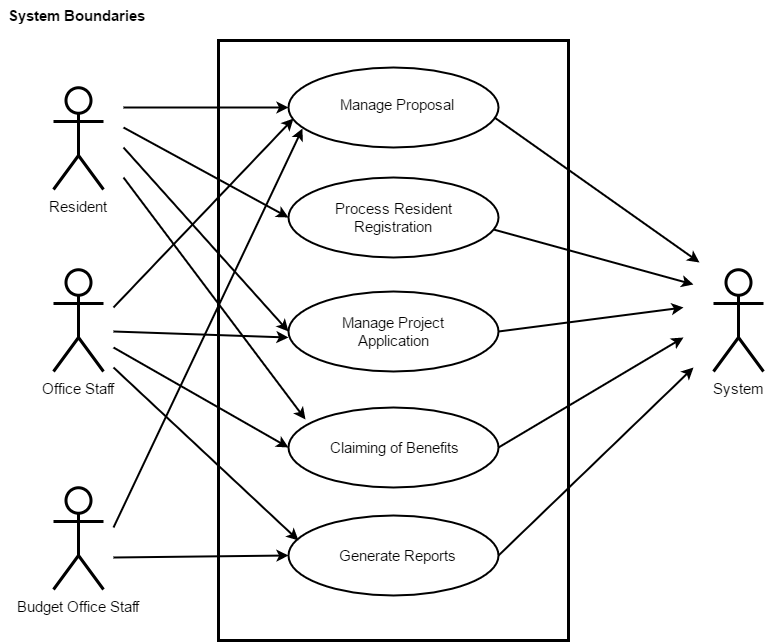 System Boundaries
Manage Proposal
Resident
Process Resident
Registration
Manage Project
Application
Office Staff
System
Claiming of Benefits
Generate Reports
Budget Office Staff